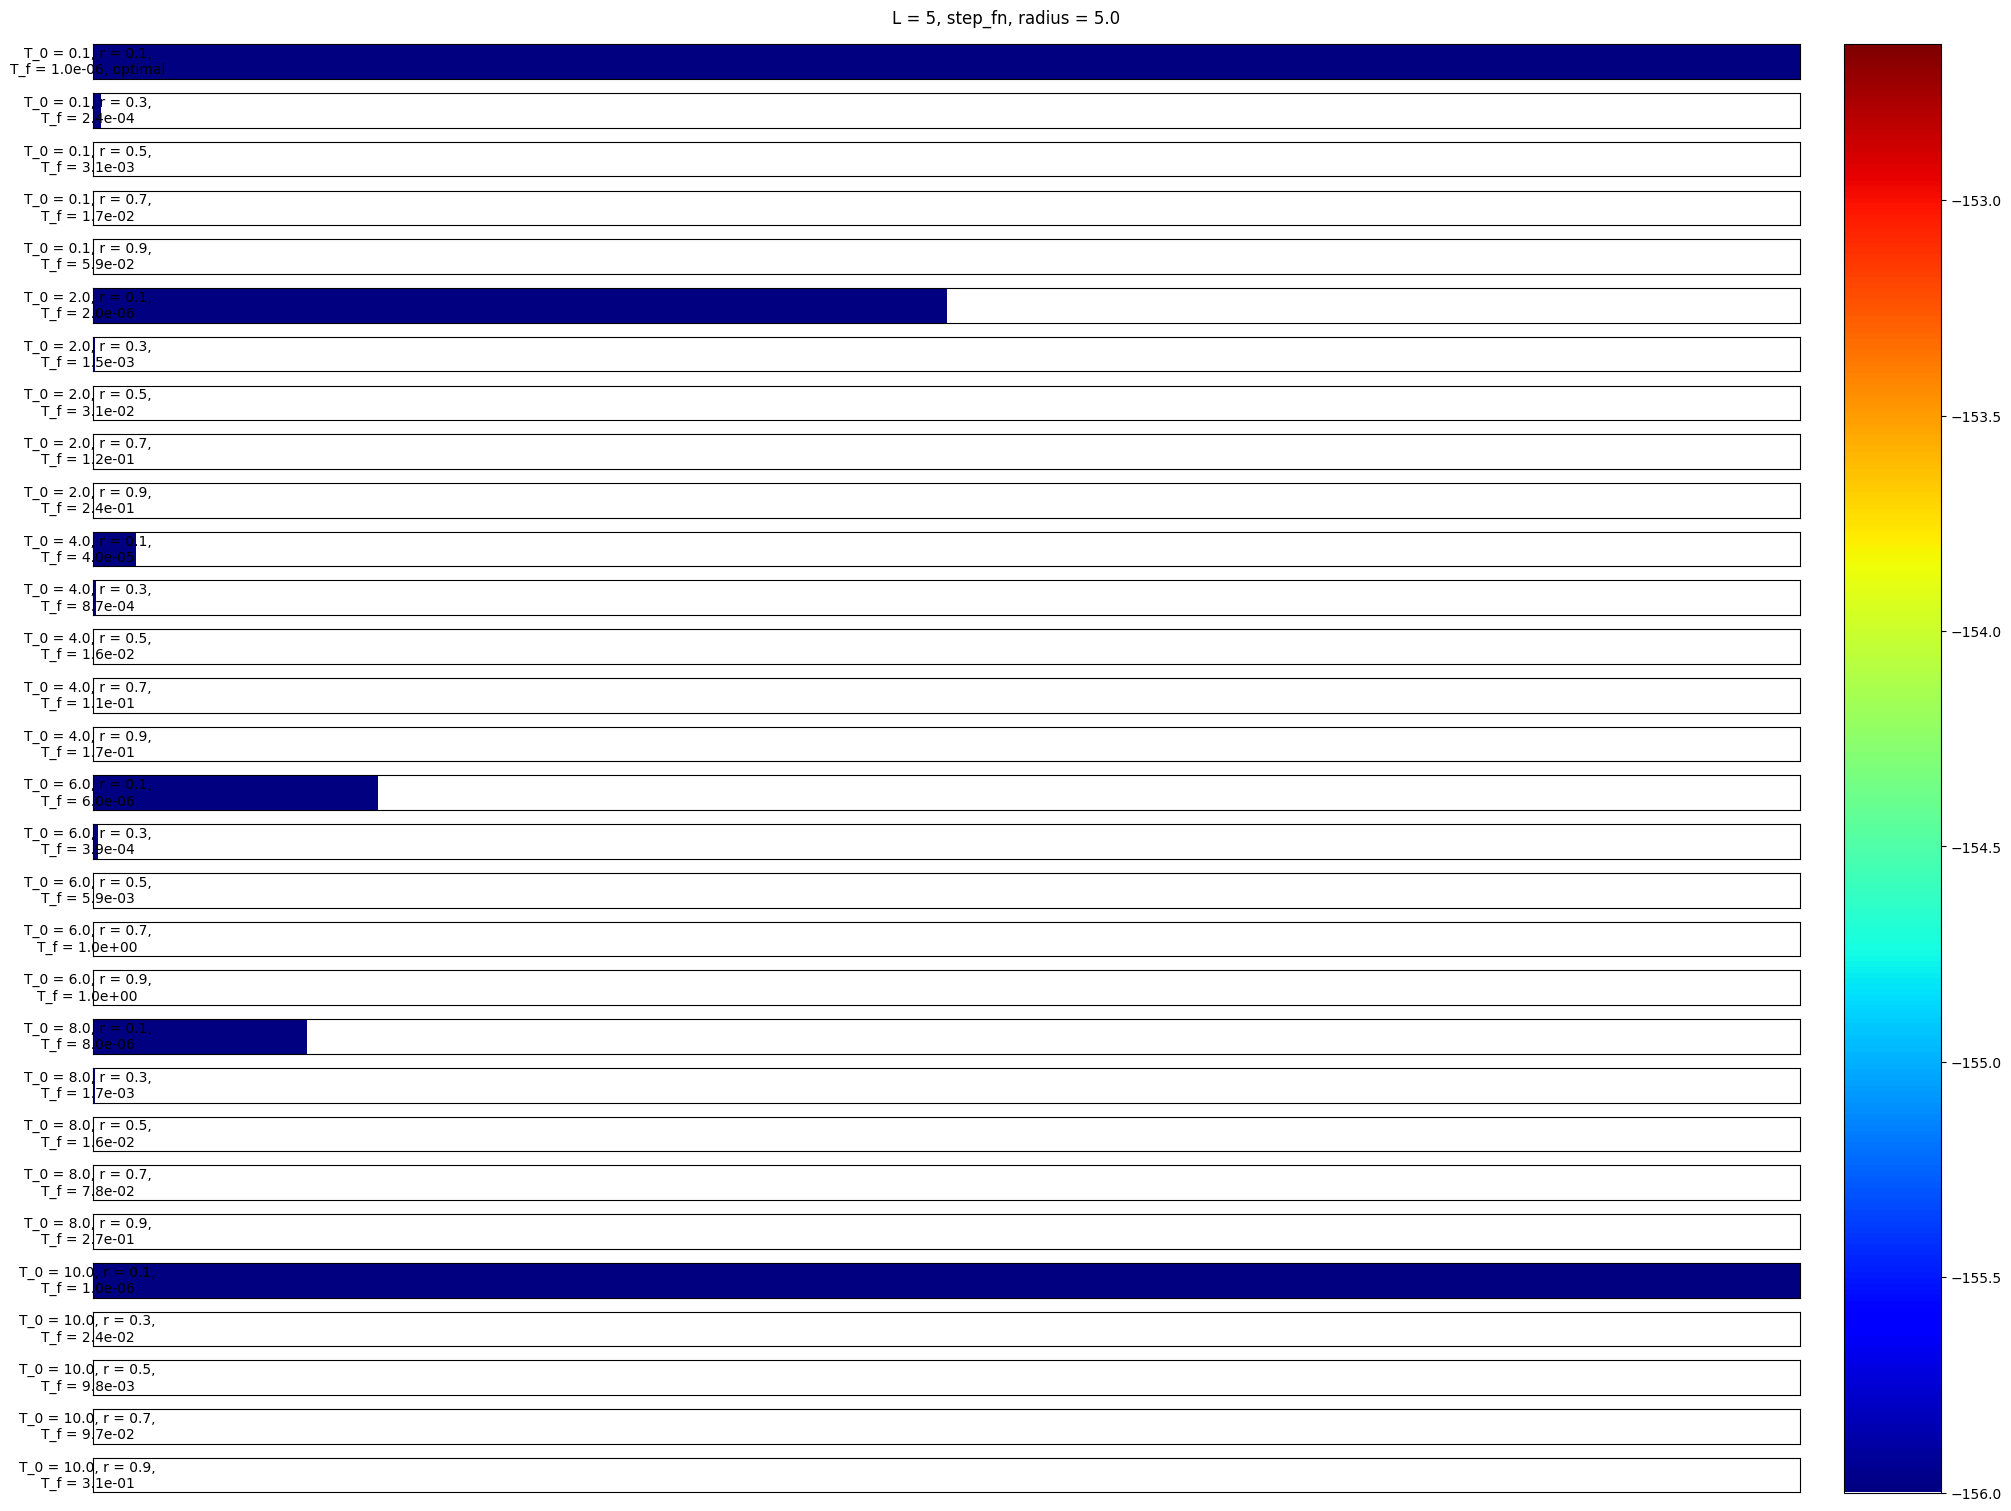 L = 5, step_fn, radius = 5.0
T_0 = 0.1, r = 0.1,
T_f = 1.0e-06, optimal
T_0 = 0.1, r = 0.3,
T_f = 2.4e-04
T_0 = 0.1, r = 0.5,
T_f = 3.1e-03
T_0 = 0.1, r = 0.7,
T_f = 1.7e-02
T_0 = 0.1, r = 0.9,
T_f = 5.9e-02
T_0 = 2.0, r = 0.1,
T_f = 2.0e-06
T_0 = 2.0, r = 0.3,
T_f = 1.5e-03
T_0 = 2.0, r = 0.5,
T_f = 3.1e-02
T_0 = 2.0, r = 0.7,
T_f = 1.2e-01
T_0 = 2.0, r = 0.9,
T_f = 2.4e-01
T_0 = 4.0, r = 0.1,
T_f = 4.0e-05
T_0 = 4.0, r = 0.3,
T_f = 8.7e-04
T_0 = 4.0, r = 0.5,
T_f = 1.6e-02
T_0 = 4.0, r = 0.7,
T_f = 1.1e-01
T_0 = 4.0, r = 0.9,
T_f = 1.7e-01
T_0 = 6.0, r = 0.1,
T_f = 6.0e-06
T_0 = 6.0, r = 0.3,
T_f = 3.9e-04
T_0 = 6.0, r = 0.5,
T_f = 5.9e-03
T_0 = 6.0, r = 0.7,
T_f = 1.0e+00
T_0 = 6.0, r = 0.9,
T_f = 1.0e+00
T_0 = 8.0, r = 0.1,
T_f = 8.0e-06
T_0 = 8.0, r = 0.3,
T_f = 1.7e-03
T_0 = 8.0, r = 0.5,
T_f = 1.6e-02
T_0 = 8.0, r = 0.7,
T_f = 7.8e-02
T_0 = 8.0, r = 0.9,
T_f = 2.7e-01
T_0 = 10.0, r = 0.1,
T_f = 1.0e-06
T_0 = 10.0, r = 0.3,
T_f = 2.4e-02
T_0 = 10.0, r = 0.5,
T_f = 9.8e-03
T_0 = 10.0, r = 0.7,
T_f = 9.7e-02
T_0 = 10.0, r = 0.9,
T_f = 3.1e-01
−153.0
−153.5
−154.0
−154.5
−155.0
−155.5
−156.0